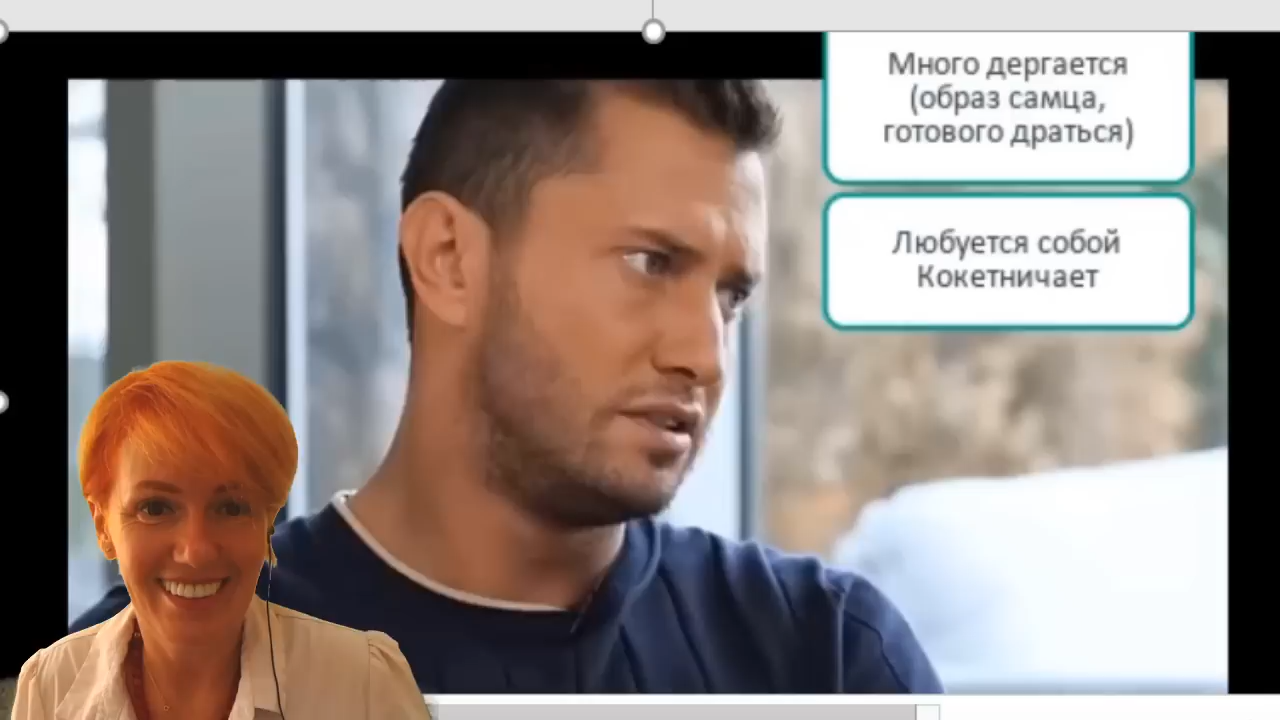 Много дергается
(образ самца,
готового драться)
Любуется собой
Кокетничает